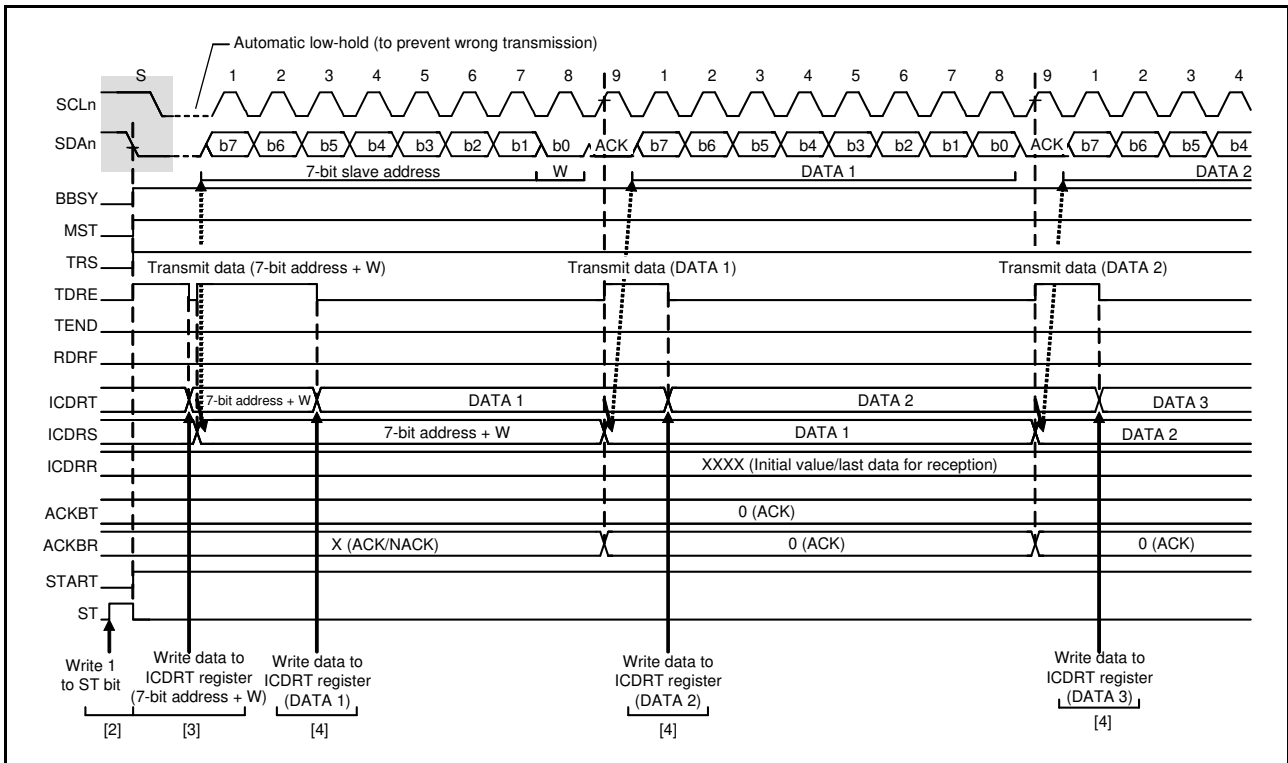 Automatic low-hold (to prevent wrong transmission)
S 1 2 3 4 5 6 7 8 9 1 2 3 4 5 6 7 8 9 1 2 3 4
SCLn
SDAn b7 b6 b5 b4 b3 b2 b1 b0 ACK b7 b6 b5 b4 b3 b2 b1 b0 ACK b7 b6 b5 b4
7-bit slave address W DATA 1 DATA 2
BBSY
MST
TRS
Transmit data (7-bit address + W) Transmit data (DATA 1) Transmit data (DATA 2)
TDRE
TEND
RDRF
ICDRT 7-bit address + W DATA 1 DATA 2 DATA 3
ICDRS 7-bit address + W DATA 1 DATA 2
ICDRR XXXX (Initial value/last data for reception)
ACKBT 0 (ACK)
ACKBR X (ACK/NACK) 0 (ACK) 0 (ACK)
START
ST
Write 1
to ST bit
[2]
Write data to
ICDRT register
(7-bit address + W)
[3]
Write data to
ICDRT register
(DATA 1)
[4]
Write data to
ICDRT register
(DATA 2)
[4]
Write data to
ICDRT register
(DATA 3)
[4]